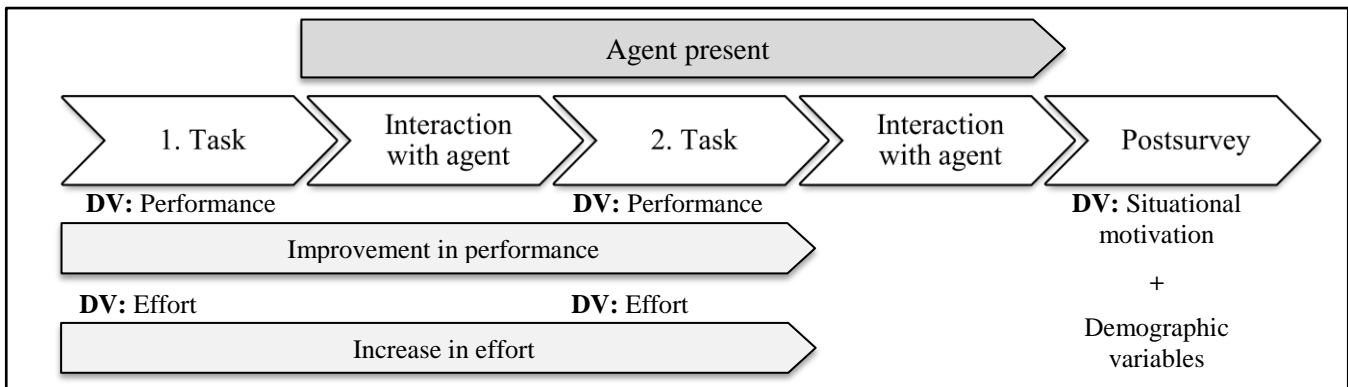 Agent present
1. Task
Interaction
with agent
2. Task
Interaction
with agent
Postsurvey
DV: Performance
DV: Performance
DV: Situational
motivation
+
Demographic
variables
Improvement in performance
DV: Effort
DV: Effort
Increase in effort